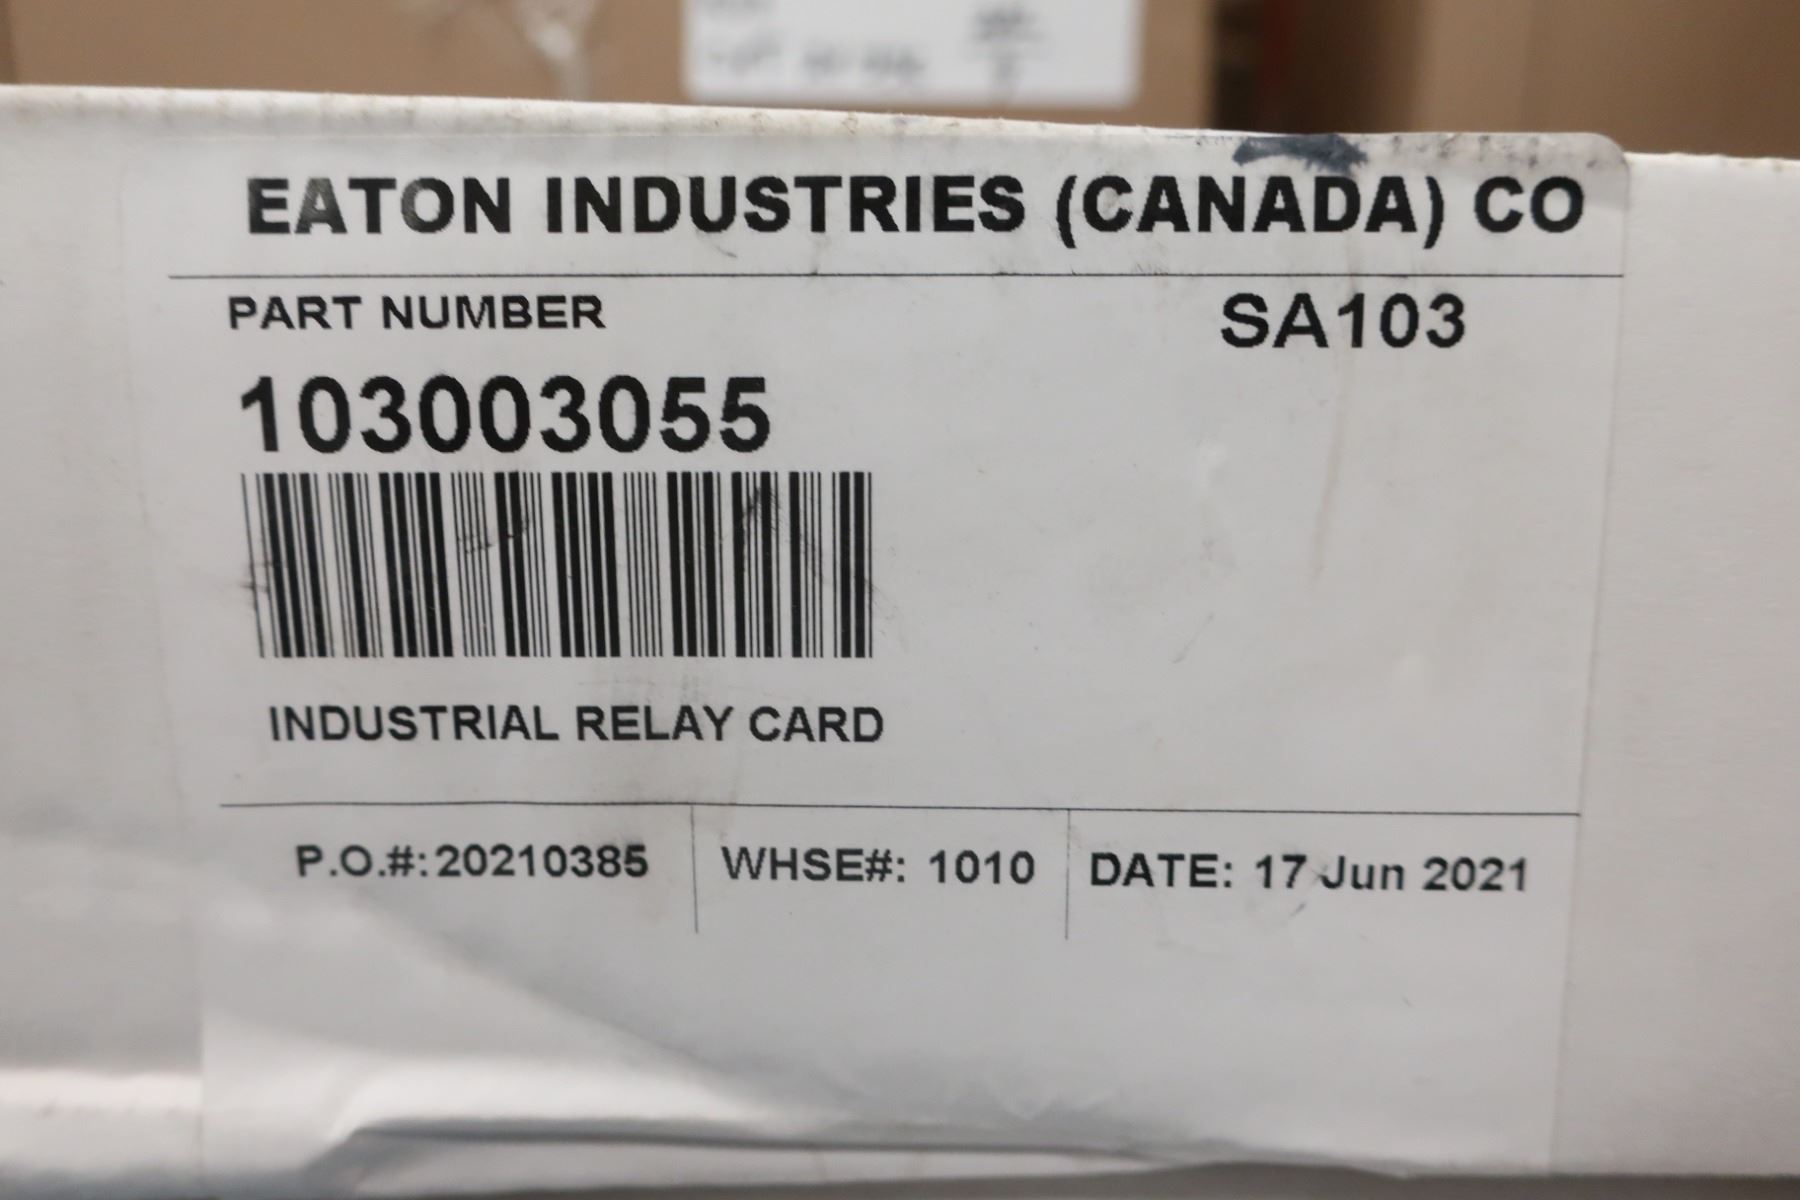 EATON INDUSTRIES (CANADA) CO
PART NUMBER SA103
103003055
INDUSTRIAL RELAY CARD
P.O.#:20210385 WHSE#: 1010 DATE: 17 Jun 2021